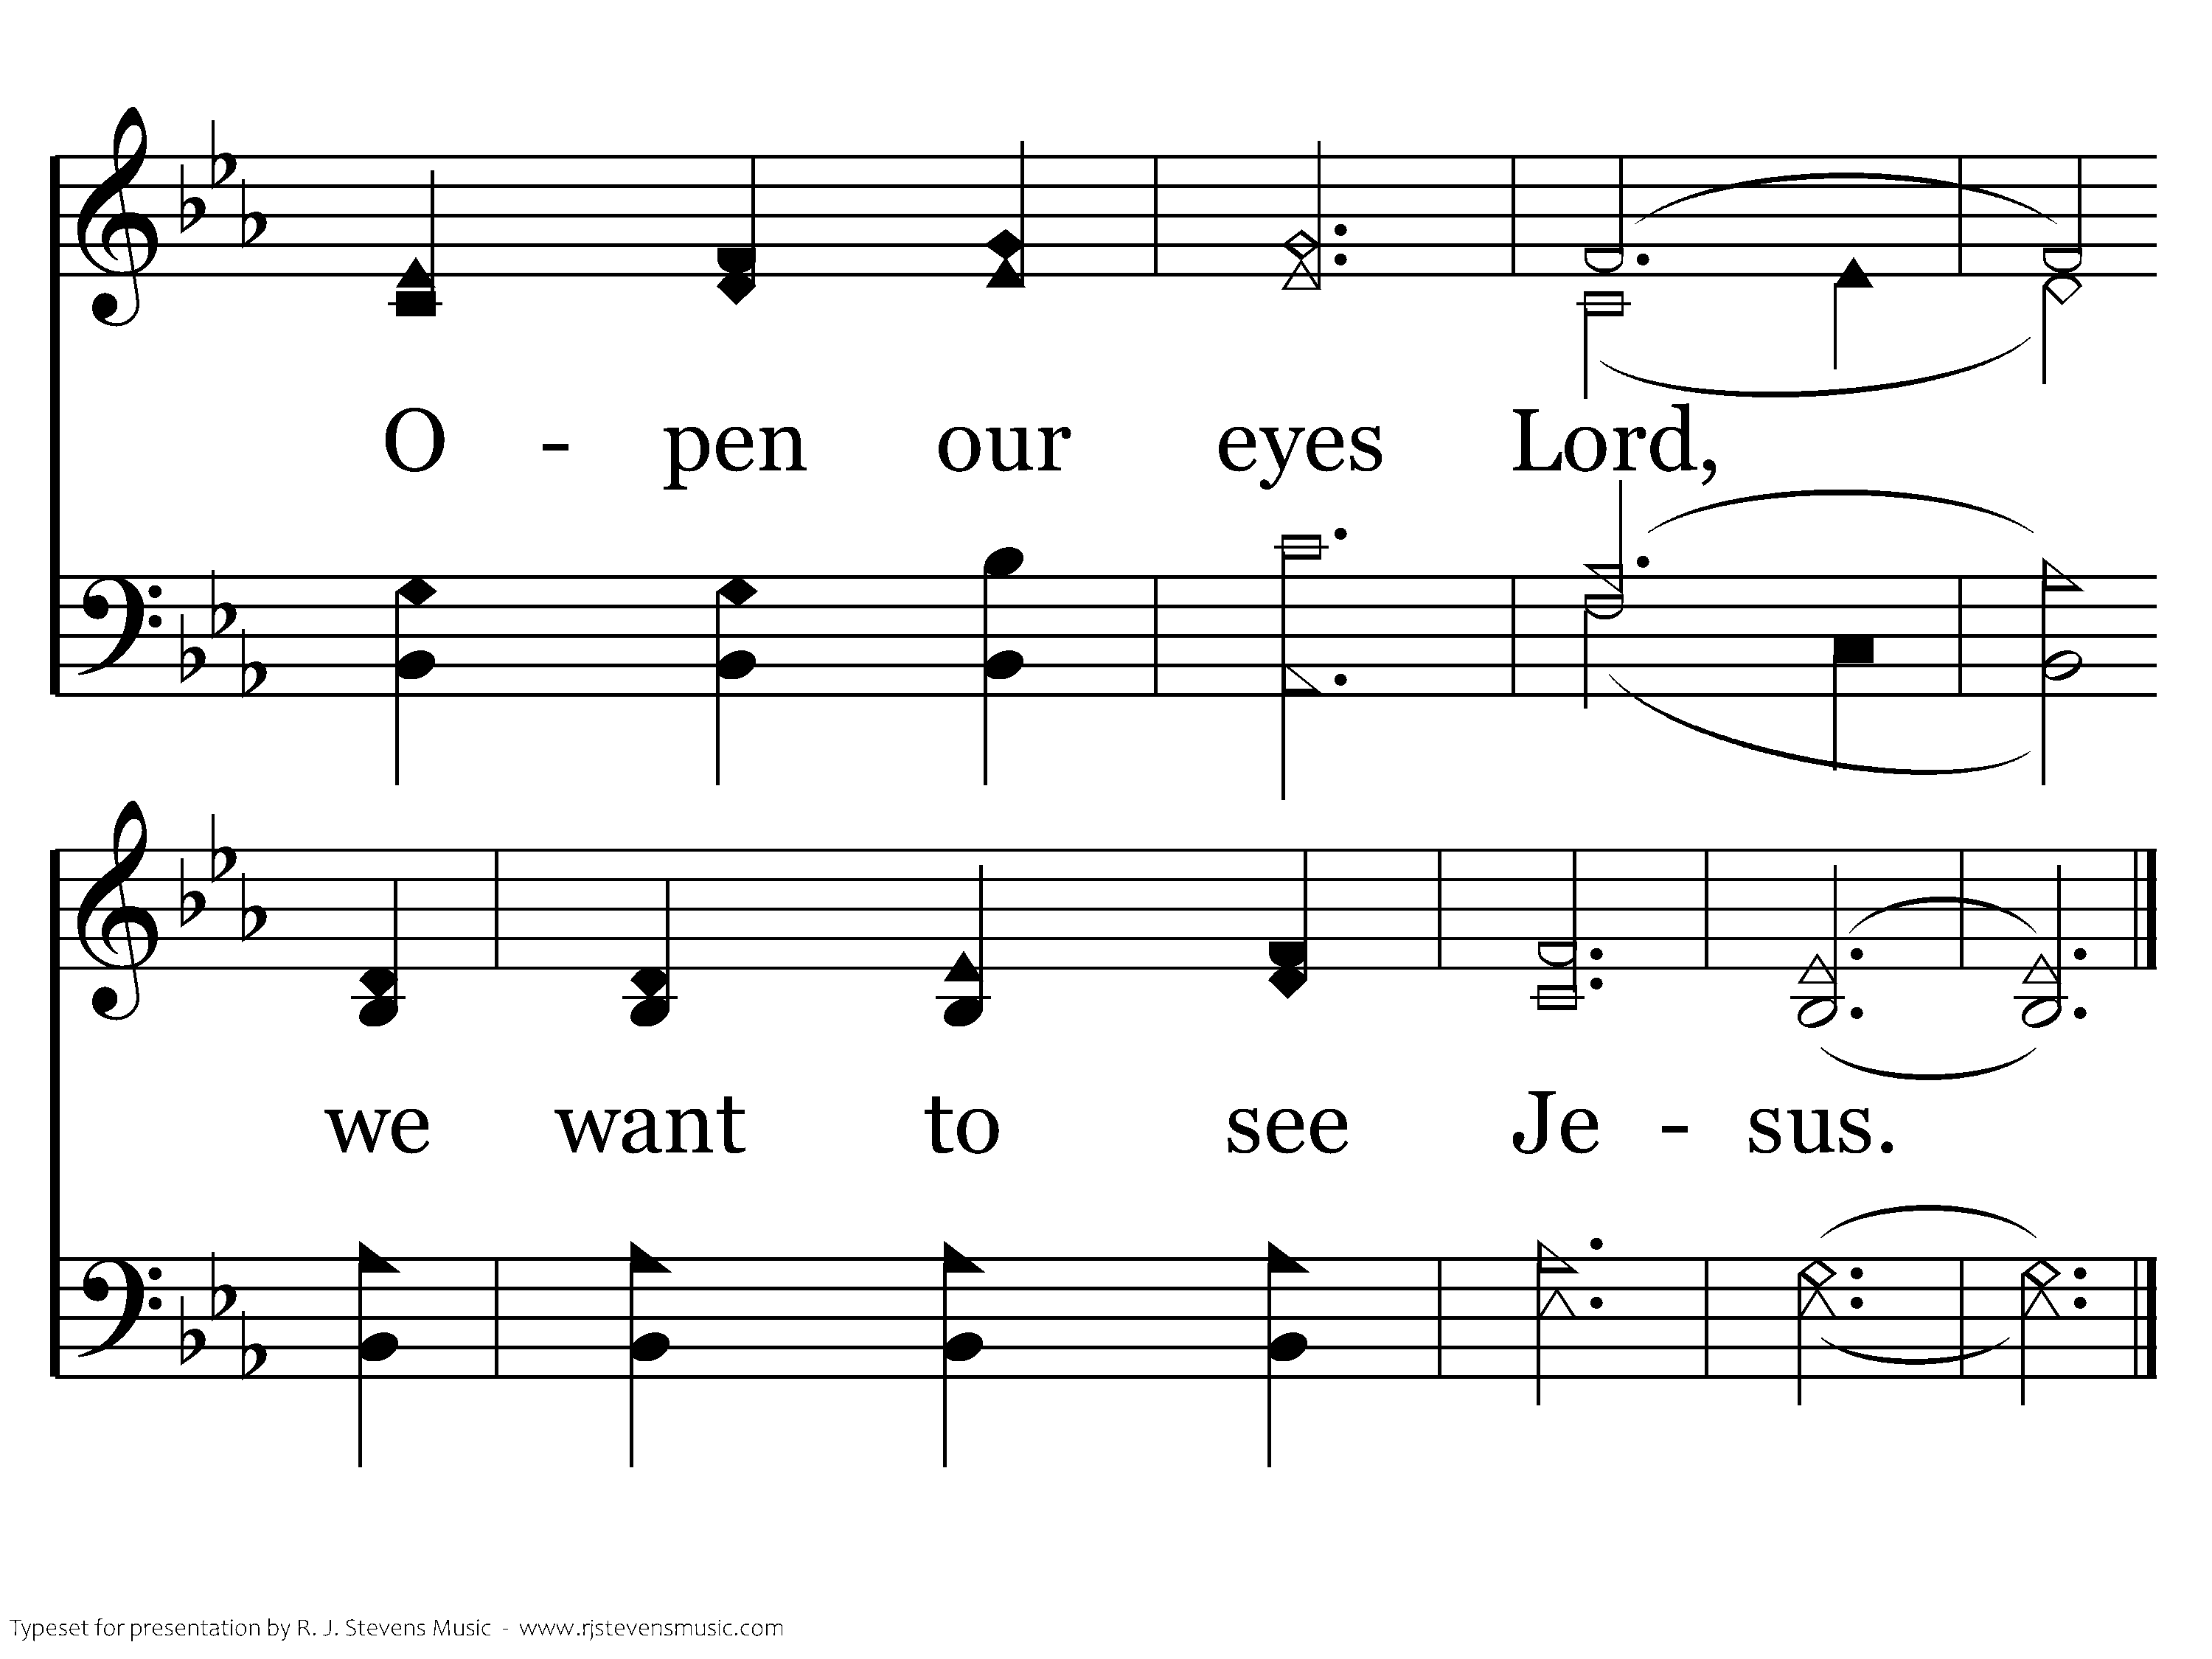 O - pen our eyes Lord,
we want to see Je - sus.
Typeset for presentation by R. J. Stevens Music - www.rjstevensmusic.com